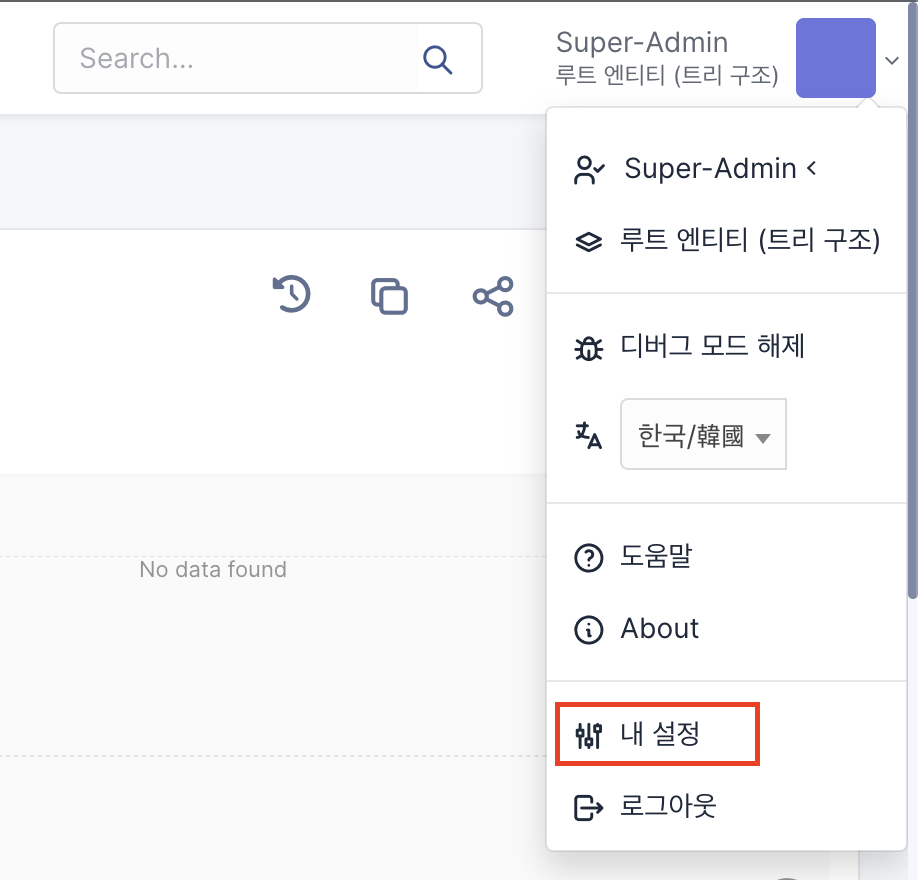 Search...
Super-Admin
루트 엔티티 (트리 구조)
Super-Admin
루트 엔티티 (트리 구조)
디버그 모드 해제
한국/韓國
No data found
도움말
About
내 설정
로그아웃